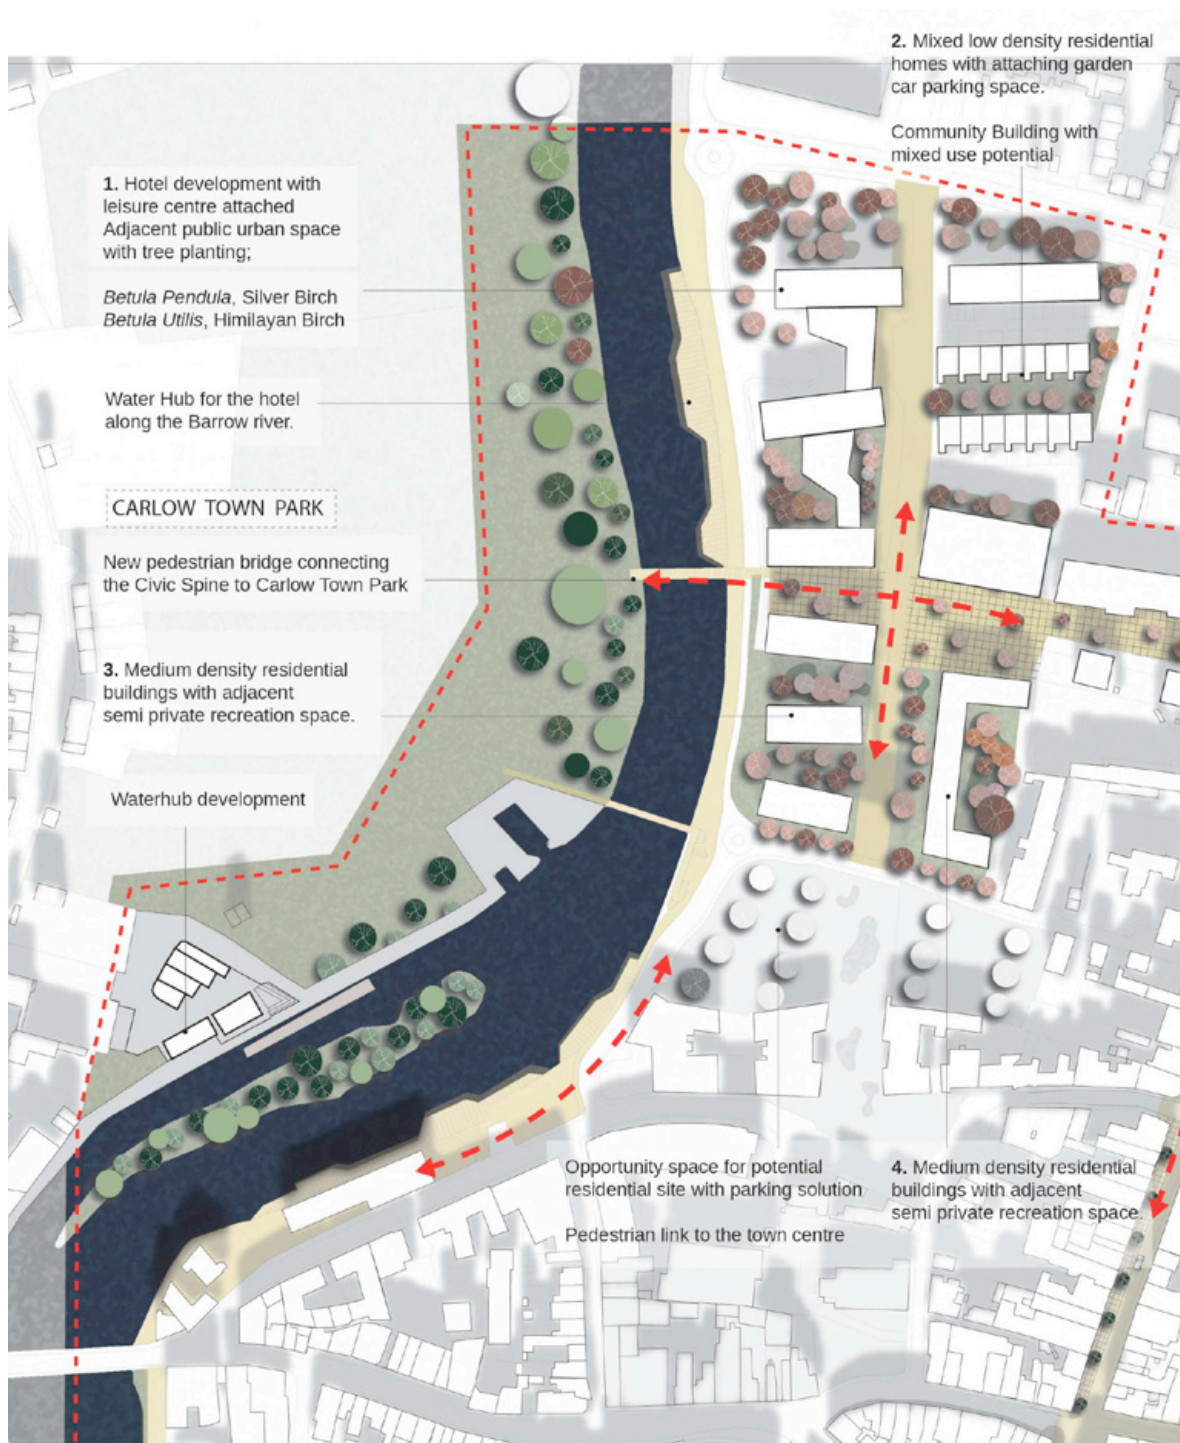 2. Mixed low density residential
homes with attaching garden
car parking space.
Community Building with
mixed use potential
1. Hotel development with
leisure centre attached
Adjacent public urban space
with tree planting;
Betula Pendula, Silver Birch
Betula Utilis, Himilayan Birch
Water Hub for the hotel
along the Barrow river.
CARLOW TOWN PARK
New pedestrian bridge connecting
the Civic Spine to Carlow Town Park
3. Medium density residential
buildings with adjacent
semi private recreation space.
Waterhub development
Opportunity space for potential
residential site with parking solution
Pedestrian link to the town centre
4. Medium density residential
buildings with adjacent
semi private recreation space.